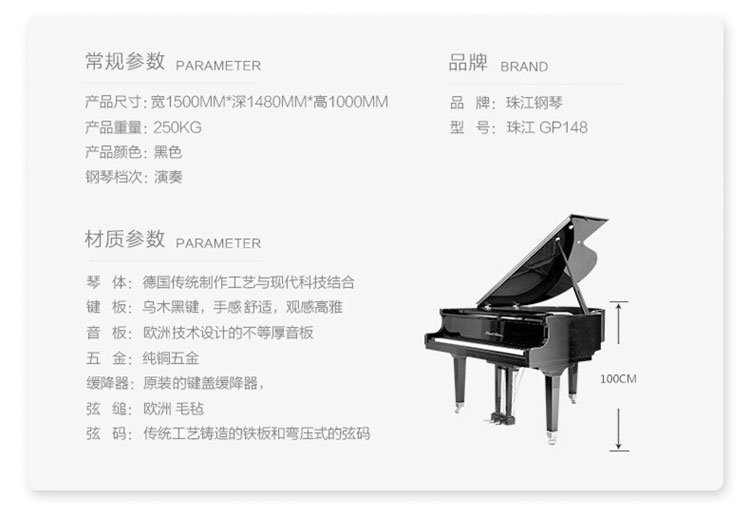 常规参数 PARAMETER
产品尺寸: 宽1500MM*深1480MM*高1000MM
产品重量: 250KG
产品颜色: 黑色
钢琴档次: 演奏
品牌 BRAND
品 牌: 珠江钢琴
型 号: 珠江 GP148
材质参数 PARAMETER
琴 体: 德国传统制作工艺与现代科技结合
键 板: 乌木黑键，手感舒适，观感高雅
音 板: 欧洲技术设计的不等厚音板
五 金: 纯铜五金
缓降器: 原装的键盖缓降器，
弦 槌: 欧洲 毛毡
弦 码: 传统工艺铸造的铁板和弯压式的弦码
100CM